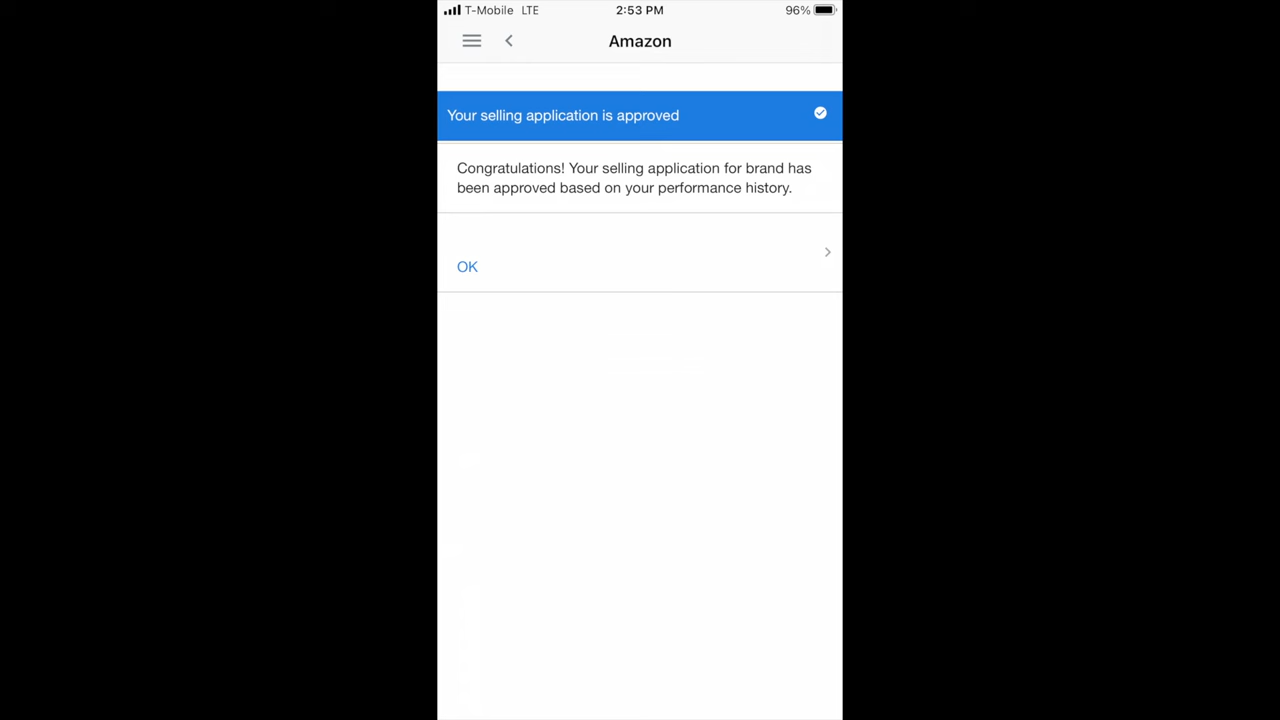 T-Mobile LTE 2:53 PM 96%
Amazon
Your selling application is approved
Congratulations! Your selling application for brand has
been approved based on your performance history.
OK